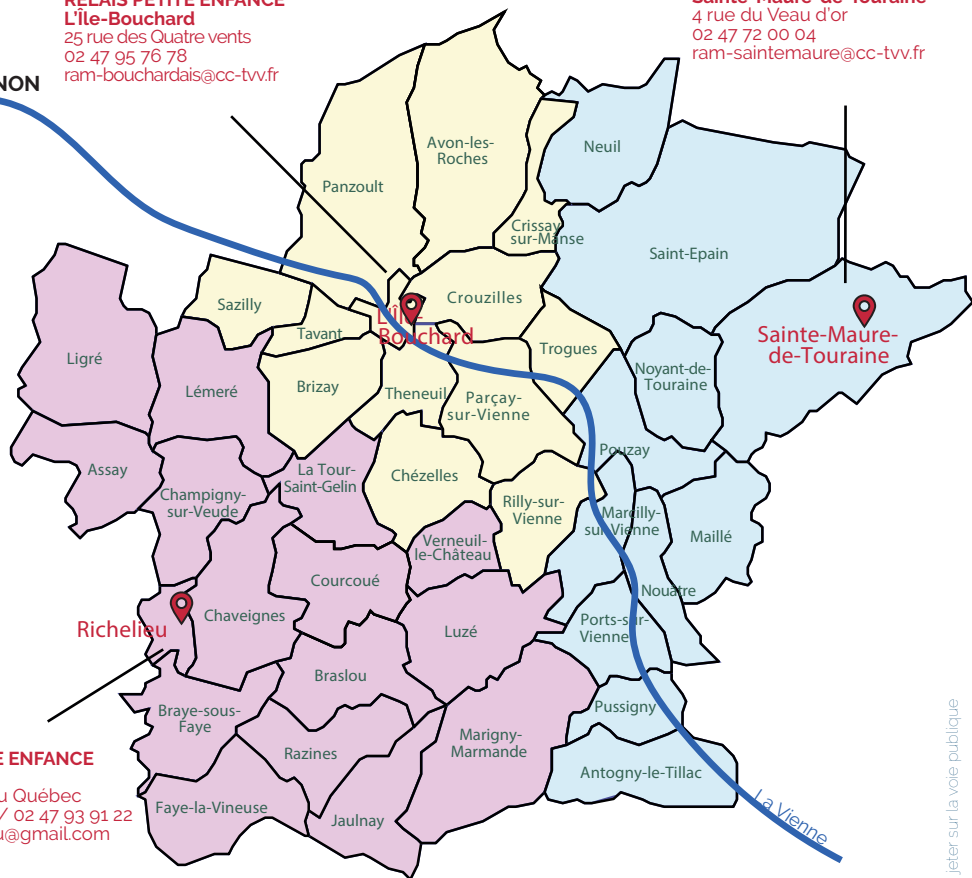 RELAIS PETITE ENFANCE
L'Île-Bouchard
25 rue des Quatre vents
02 47 95 76 78
ram-bouchardais@cc-tvv.fr
Sainte-Maure-de-Touraine
4 rue du Veau d'or
02 47 72 00 04
ram-saintemaure@cc-tvv.fr
NON
Neuil
Avon-les-
Roches
Panzoult
Crissay
sur-Manse
Saint-Epain
Sazilly
Crouzilles
L'Île-
Bouchard
Tavant
Trogues
Sainte-Maure-
de-Touraine
Ligré
Lémeré
Brizay
Theneuil
Parçay-
sur-Vienne
Noyant-de-
Touraine
Pouzay
Assay
La Tour-
Saint-Gelin
Chézelles
Champigny-
sur-Veude
Rilly-sur-
Vienne
Marcilly-
sur-Vienne
Maillé
Verneuil-
le-Château
Courcoué
Nouatre
Chaveignes
Richelieu
Luzé
Ports-sur-
Vienne
Braslou
Braye-sous-
Faye
Pussigny
Razines
Marigny-
Marmande
Antogny-le-Tillac
Faye-la-Vineuse
Jaulnay
La Vienne
E ENFANCE
u Québec
/ 02 47 93 91 22
u@gmail.com
jeter sur la voie publique